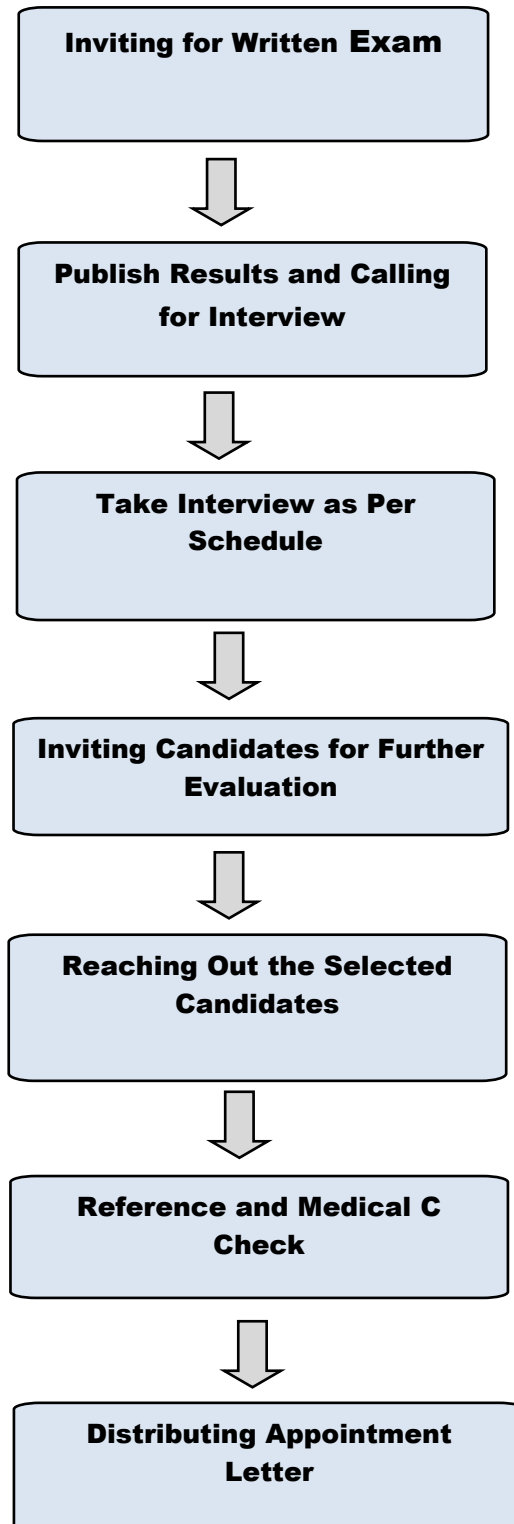 Inviting for Written Exam
Publish Results and Calling
for Interview
Take Interview as Per
Schedule
Inviting Candidates for Further
Evaluation
Reaching Out the Selected
Candidates
Reference and Medical C
Check
Distributing Appointment
Letter